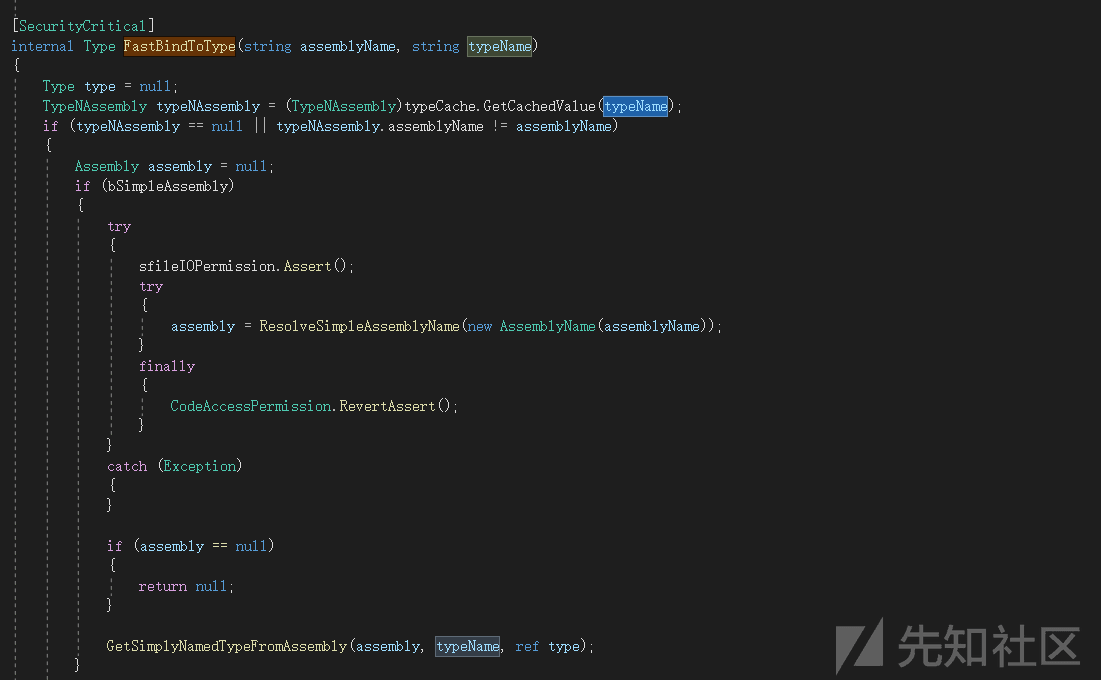 [SecurityCritical]
internal Type FastBindToType(string assemblyName, string typeName)
{
    Type type = null;
    TypeNAssembly typeNAssembly = (TypeNAssembly)typeCache.GetCachedValue(typeName);
    if (typeNAssembly == null || typeNAssembly.assemblyName != assemblyName)
    {
        Assembly assembly = null;
        if (bSimpleAssembly)
        {
            try
            {
                sfileIOPermission.Assert();
                try
                {
                    assembly = ResolveSimpleAssemblyName(new AssemblyName(assemblyName));
                }
                finally
                {
                    CodeAccessPermission.RevertAssert();
                }
            }
            catch (Exception)
            {
            }
            if (assembly == null)
            {
                return null;
            }
            GetSimplyNamedTypeFromAssembly(assembly, typeName, ref type);
        }
先知社区